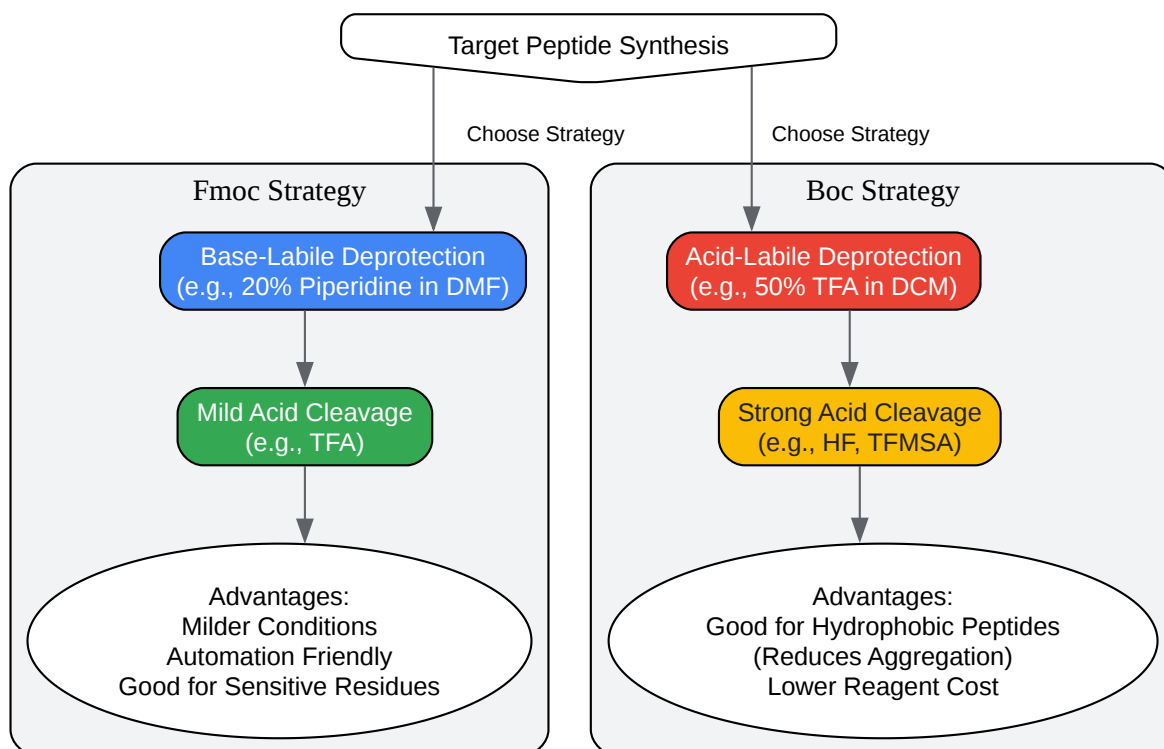 Target Peptide Synthesis
Choose Strategy
Choose Strategy
Fmoc Strategy
Base-Labile Deprotection
(e.g., 20% Piperidine in DMF)
Mild Acid Cleavage
(e.g., TFA)
Advantages:
Milder Conditions
Automation Friendly
Good for Sensitive Residues
Boc Strategy
Acid-Labile Deprotection
(e.g., 50% TFA in DCM)
Strong Acid Cleavage
(e.g., HF, TFMSA)
Advantages:
Good for Hydrophobic Peptides
(Reduces Aggregation)
Lower Reagent Cost